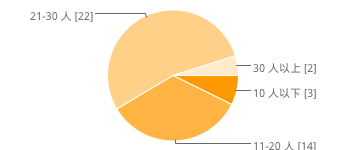 21-30 人 [22]
30 人以上 [2]
10 人以下 [3]
11-20 人 [14]